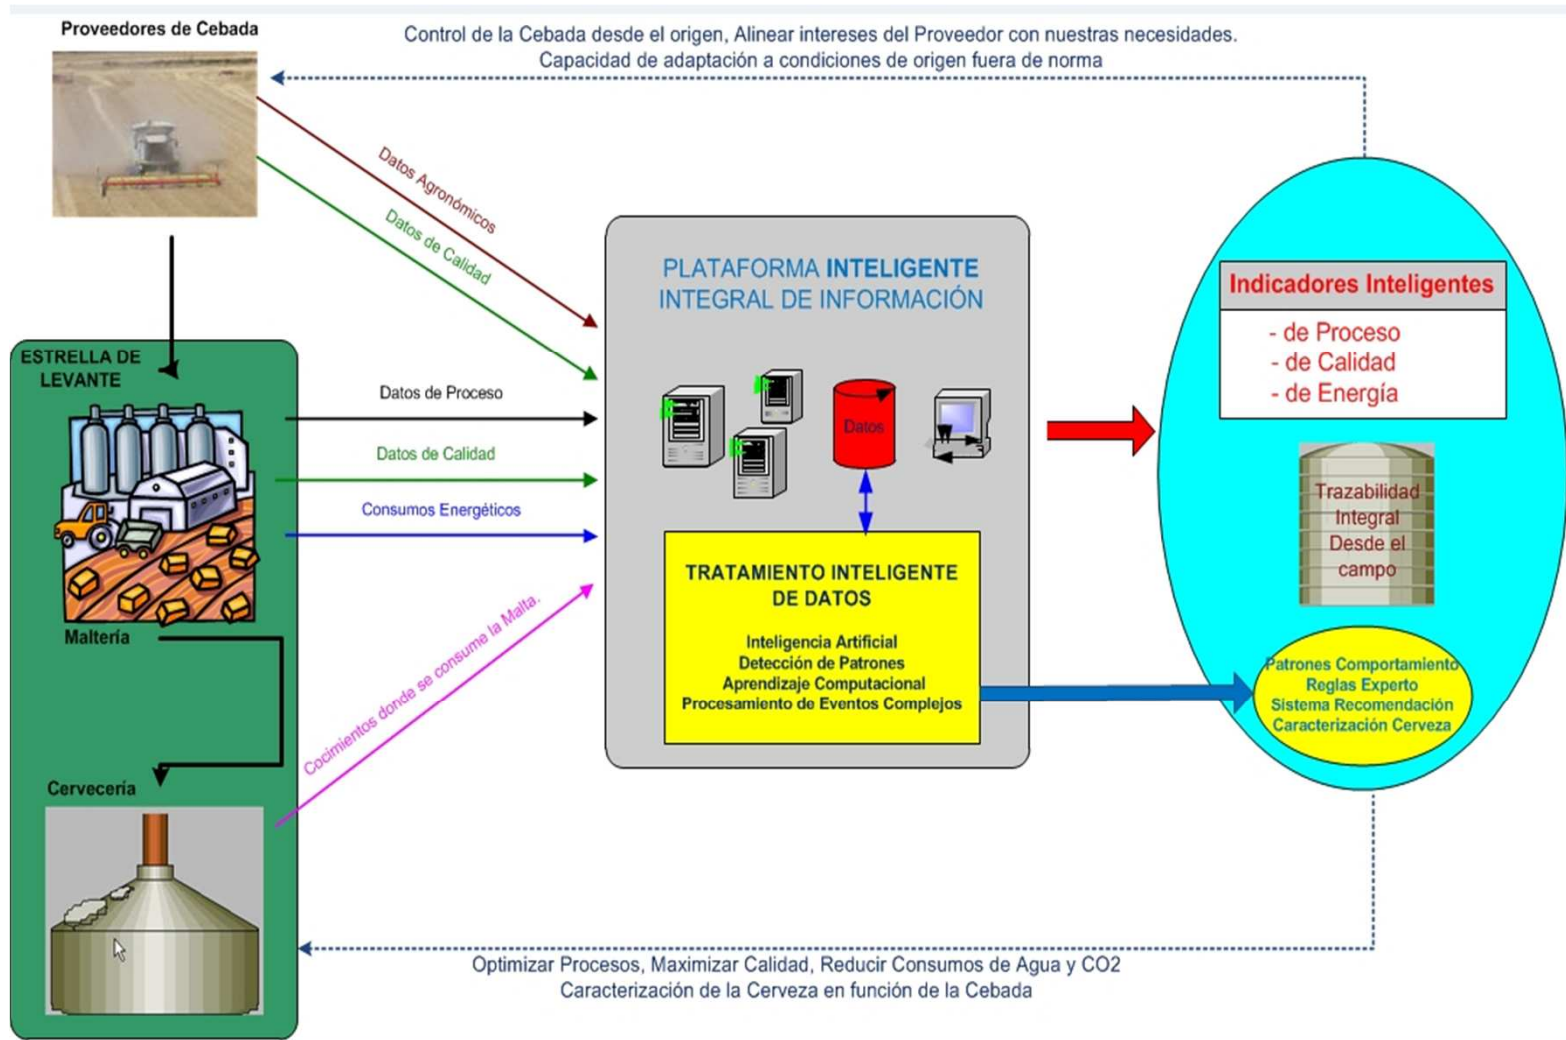 Proveedores de Cebada
Control de la Cebada desde el origen, Alinear intereses del Proveedor con nuestras necesidades.
Capacidad de adaptación a condiciones de origen fuera de norma
Datos Agronómicos
Datos de Calidad
ESTRELLA DE
LEVANTE
Datos de Proceso
Datos de Calidad
Consumos Energéticos
Maltería
Cocimientos donde se consume la Malta.
Cervecería
PLATAFORMA INTELIGENTE
INTEGRAL DE INFORMACIÓN
Datos
TRATAMIENTO INTELIGENTE
DE DATOS
Inteligencia Artificial
Detección de Patrones
Aprendizaje Computacional
Procesamiento de Eventos Complejos
Indicadores Inteligentes
- de Proceso
- de Calidad
- de Energía
Trazabilidad
Integral
Desde el
campo
Patrones Comportamiento
Reglas Experto
Sistema Recomendación
Caracterización Cerveza
Optimizar Procesos, Maximizar Calidad, Reducir Consumos de Agua y CO2
Caracterización de la Cerveza en función de la Cebada